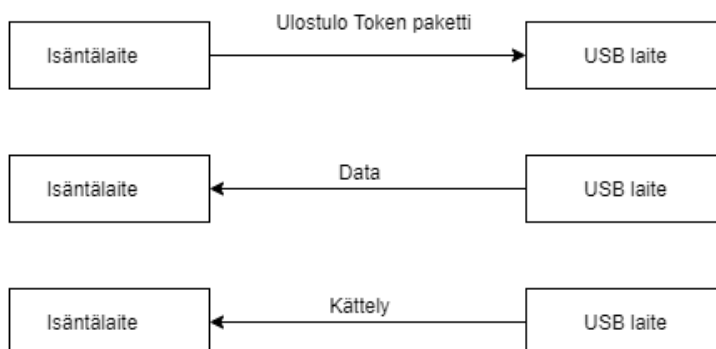 Ulostulo Token paketti
Isäntälaite
USB laite
Data
Isäntälaite
USB laite
Kättely
Isäntälaite
USB laite